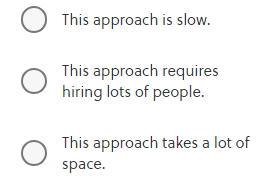 This approach is slow.
This approach requires
hiring lots of people.
This approach takes a lot of
space.